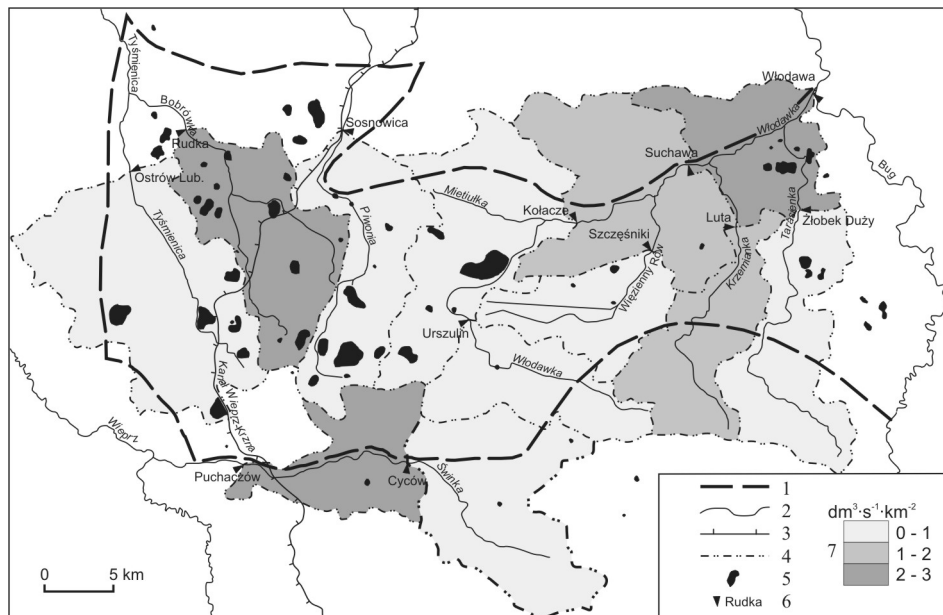 Tyśmienica
Bobrówka
Rudka
Ostrów Lub.
Tyśmienica
Sosnowica
Piwonia
Włodawa
Włodawka
Bug
Suchawa
Mietiułka
Kołacze
Szczęśniki
Luta
Tarasienka
Żłobek Duży
Krzemianka
Więzienny Rów
Urszulin
Włodawka
Kanał Wieprz-Krzna
Wieprz
Puchaczów
Cyców
Świnka
0 5 km
1
2
3
4
5
Rudka 6
7
dm³·s⁻¹·km⁻²
0 - 1
1 - 2
2 - 3